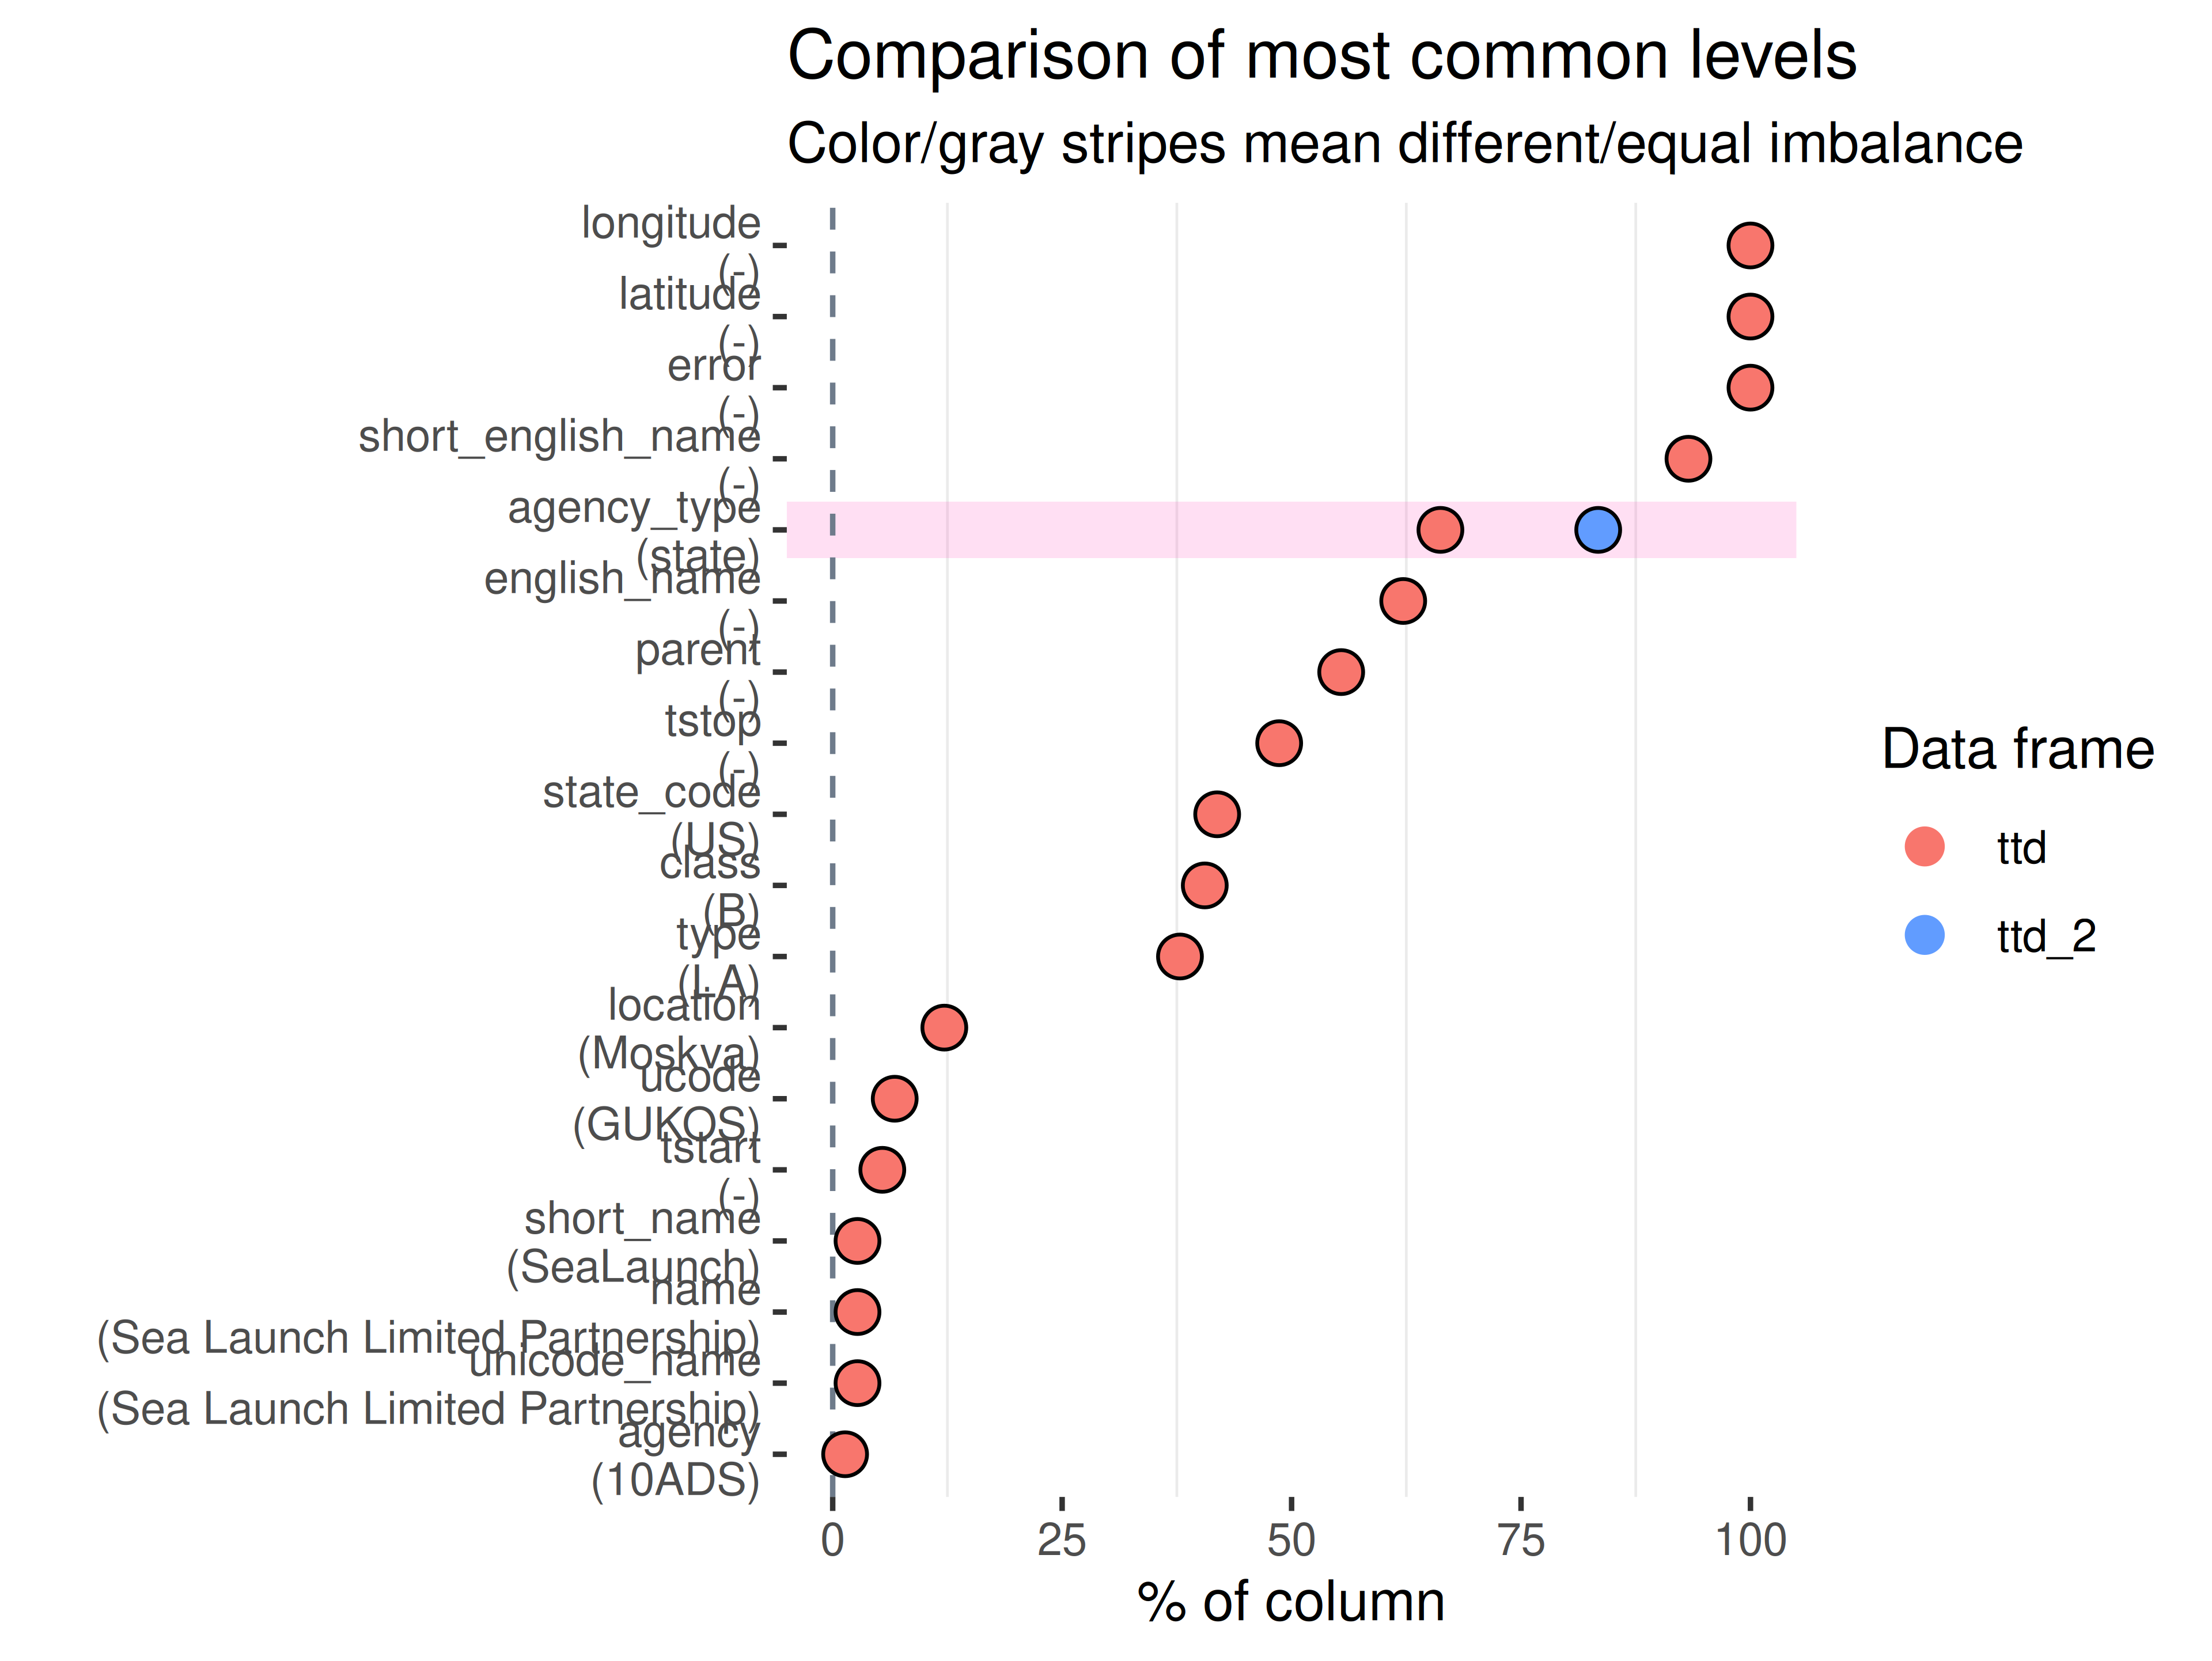 Comparison of most common levels
Color/gray stripes mean different/equal imbalance
longitude
(-)
latitude
(-)
error
(-)
short_english_name
(-)
agency_type
(state)
english_name
(-)
parent
(-)
tstop
(-)
state_code
(US)
class
(B)
type
(LA)
location
(Moskva)
ucode
(GUKOS)
tstart
(-)
short_name
(SeaLaunch)
name
(Sea Launch Limited Partnership)
unicode_name
(Sea Launch Limited Partnership)
agency
(10ADS)
0 25 50 75 100
% of column
Data frame
ttd
ttd_2